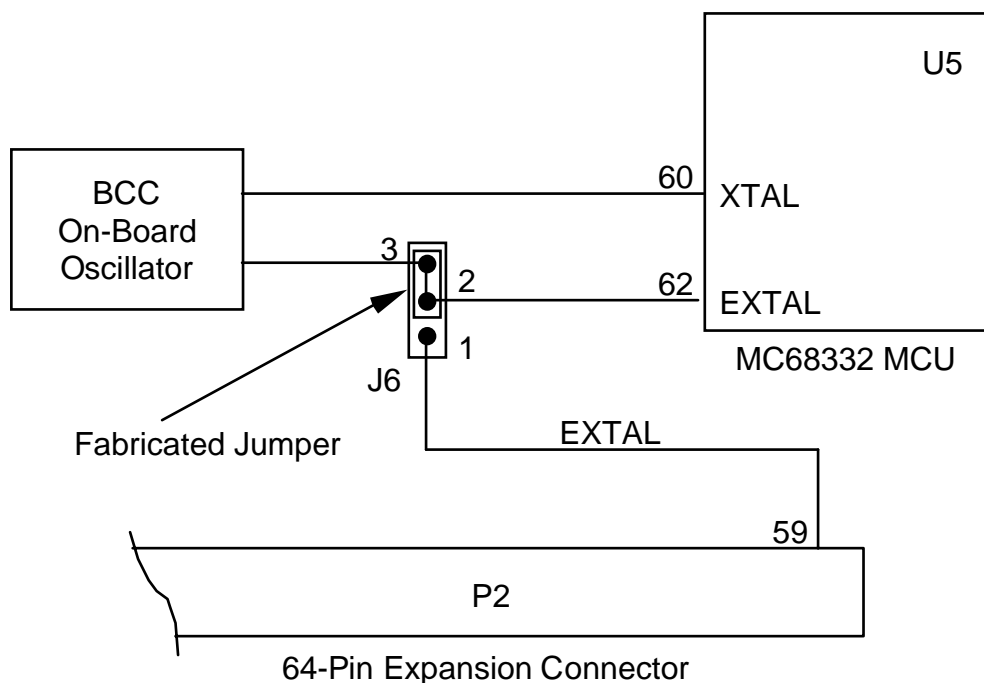 U5
BCC
On-Board
Oscillator
60
XTAL
3
2
62
EXTAL
1
MC68332 MCU
J6
Fabricated Jumper
EXTAL
59
P2
64-Pin Expansion Connector